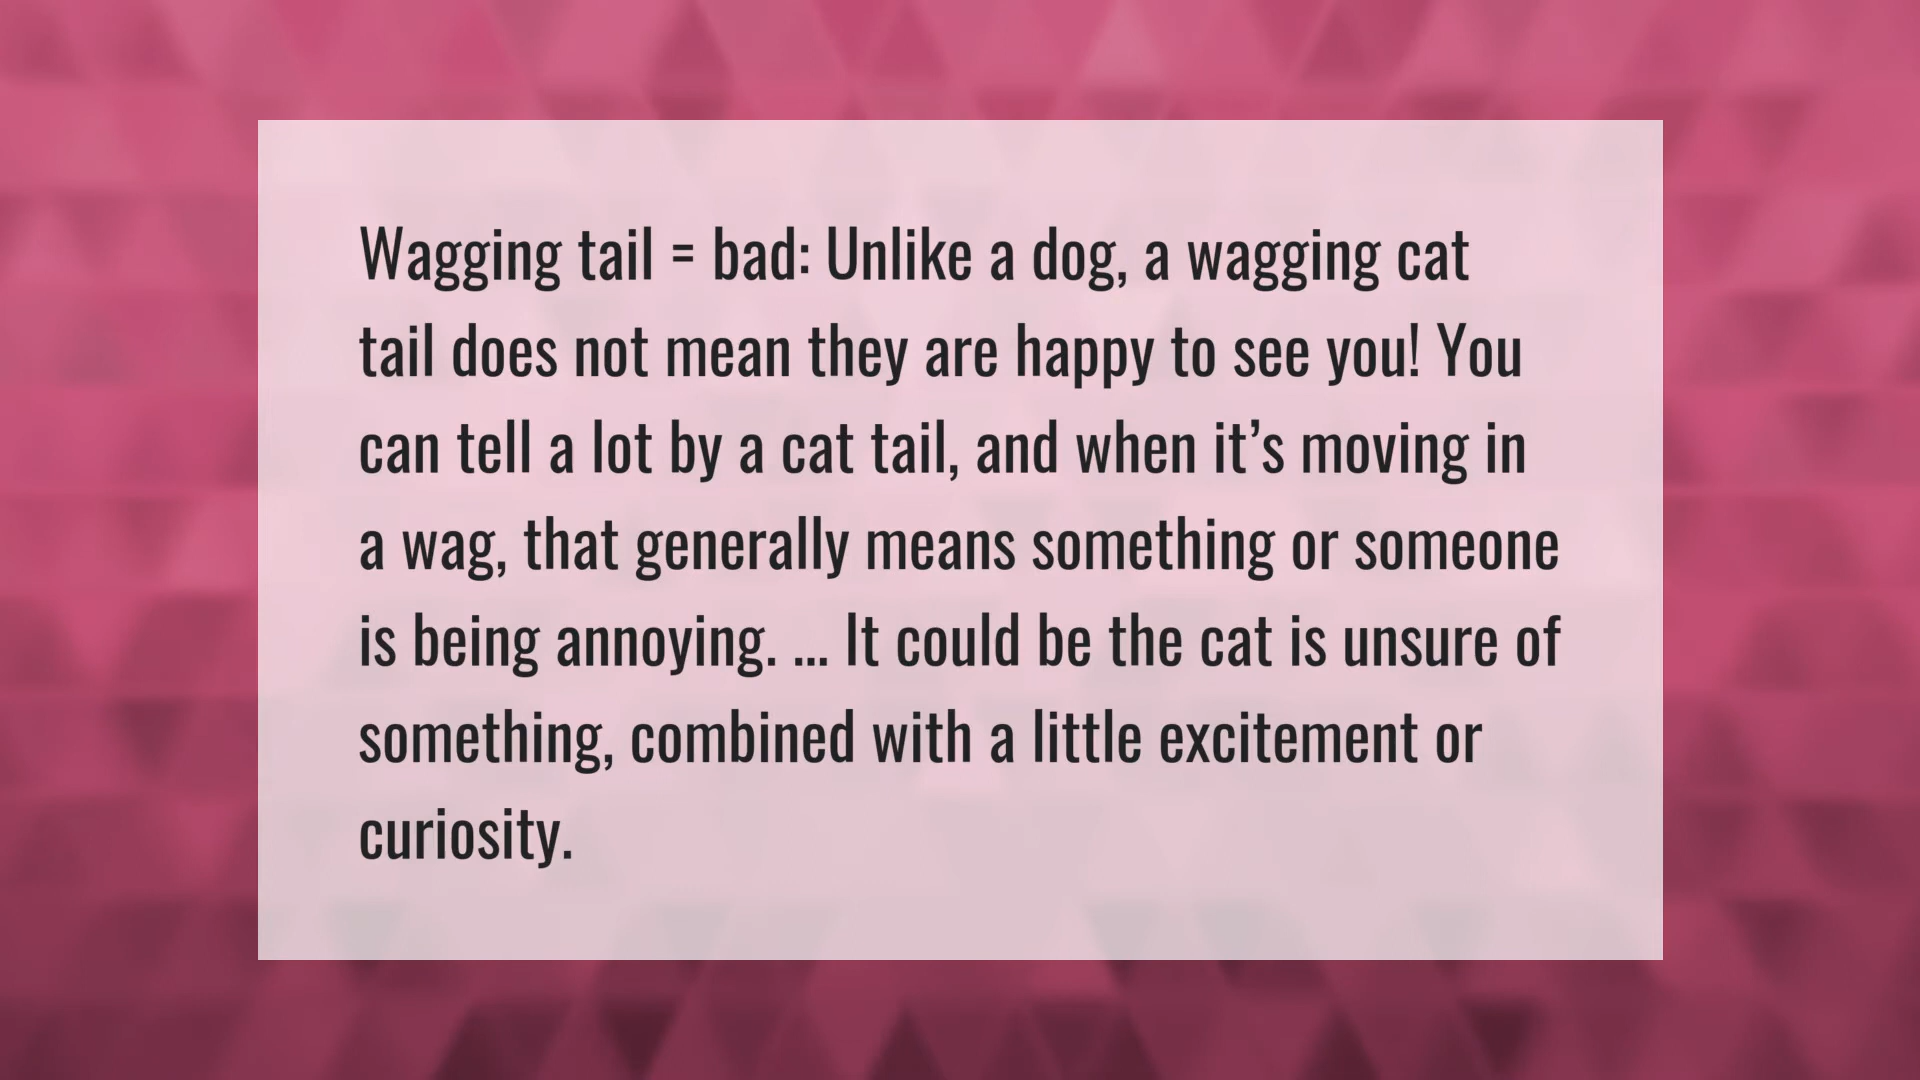 Wagging tail = bad: Unlike a dog, a wagging cat
tail does not mean they are happy to see you! You
can tell a lot by a cat tail, and when it’s moving in
a wag, that generally means something or someone
is being annoying. ... It could be the cat is unsure of
something, combined with a little excitement or
curiosity.